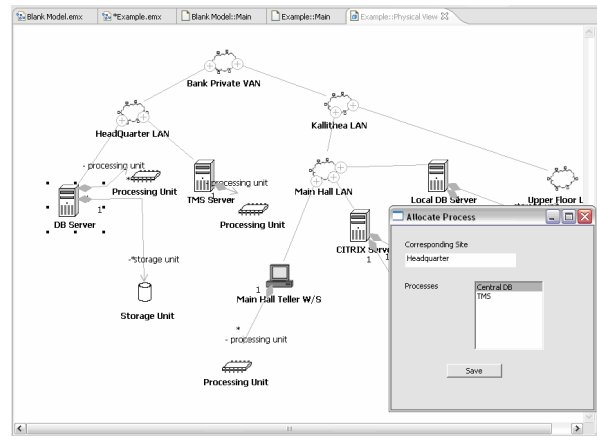 Blank Model.emx
*Example.emx
Blank Model::Main
Example::Main
Example::Physical View
Bank Private VAN
HeadQuarter LAN
Kallithea LAN
- processing unit
Processing Unit
TMS Server
processing unit
Main Hall LAN
Local DB Server
Upper Floor L
DB Server
1
Processing Unit
CITRIX Serv
1
-*storage unit
Storage Unit
1
Main Hall Teller W/S
*
- processing unit
Processing Unit
Allocate Process
Corresponding Site
Headquarter
Processes
Central DB
TMS
Save